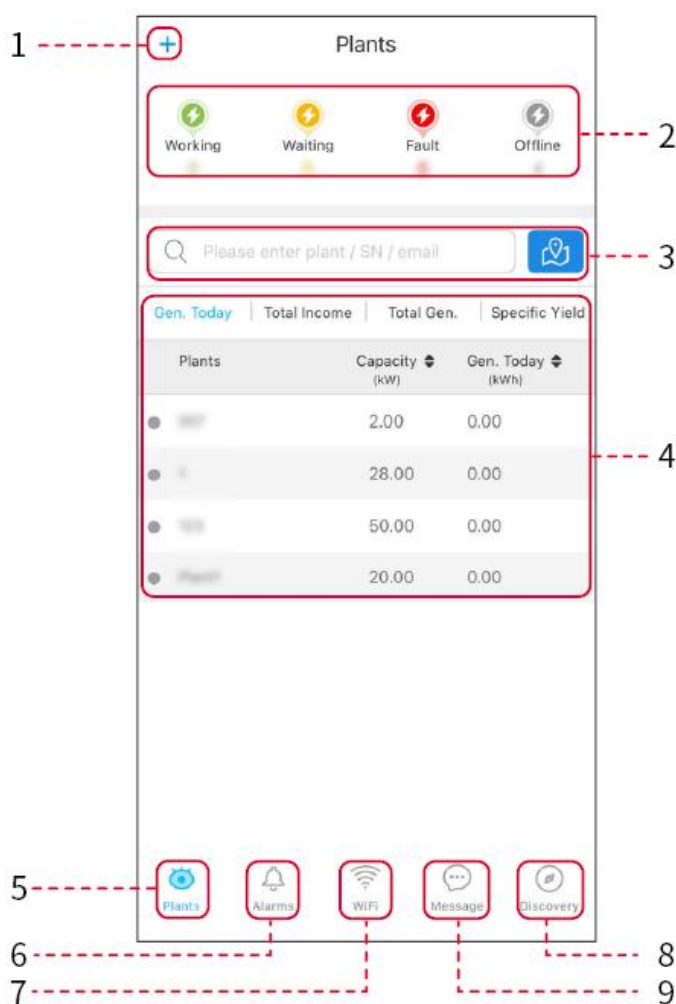 1
Plants
Working Waiting Fault Offline
2
Please enter plant / SN / email
3
Gen. Today Total Income Total Gen. Specific Yield
Plants Capacity Gen. Today
(kW) (kWh)
2.00 0.00
4
28.00 0.00
50.00 0.00
20.00 0.00
5
Plants Alarms WiFi Message Discovery
6 8
7 9